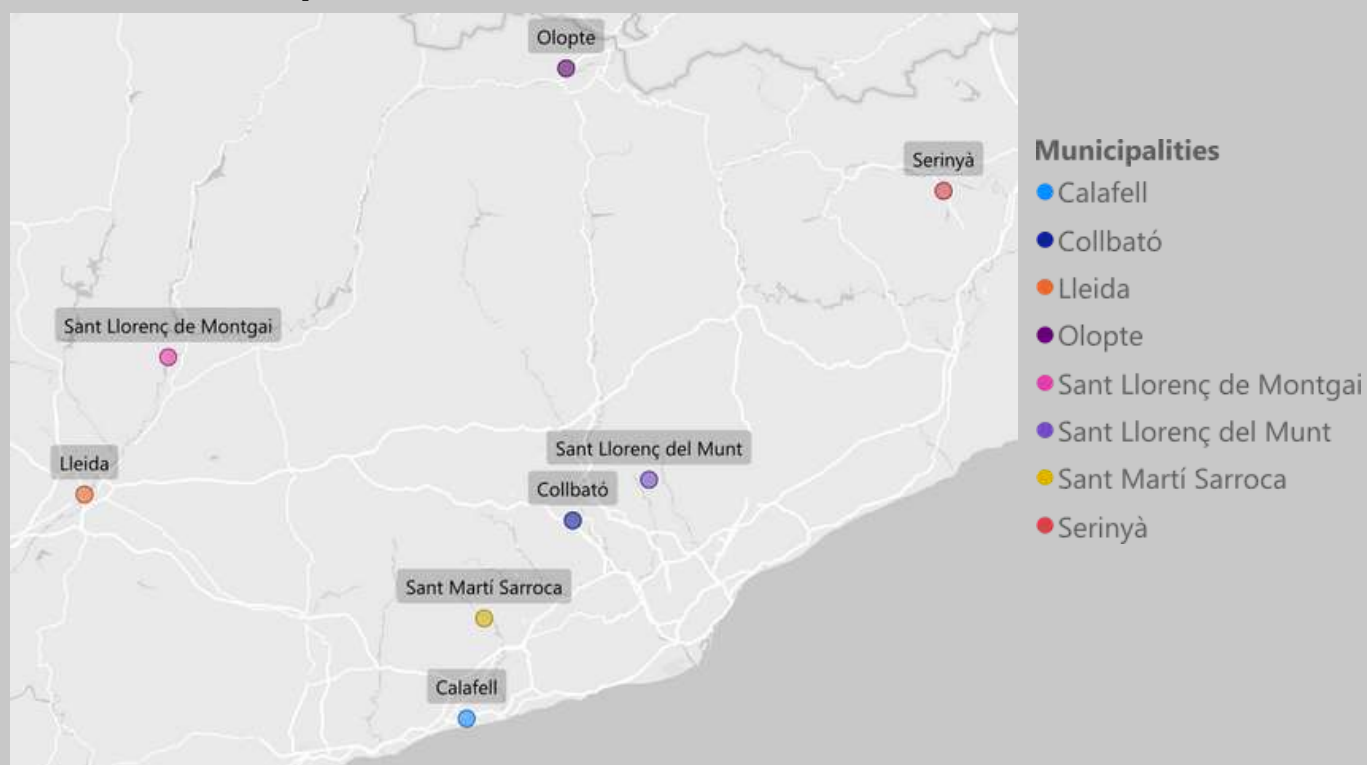 Olopte
Serinyà
Sant Llorenç de Montgai
Lleida
Sant Llorenç del Munt
Collbató
Sant Martí Sarroca
Calafell
Municipalities
Calafell
Collbató
Lleida
Olopte
Sant Llorenç de Montgai
Sant Llorenç del Munt
Sant Martí Sarroca
Serinyà